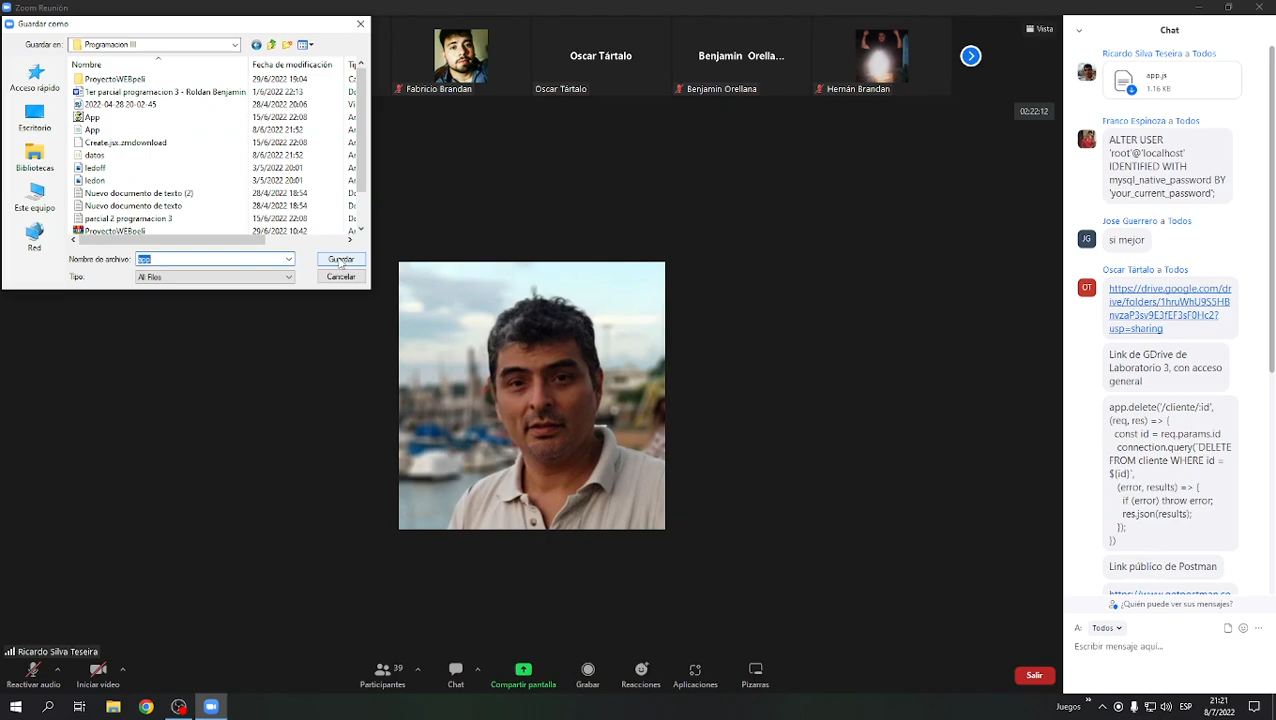 Zoom Reunión
Guardar como
Guardar en:
Programacion III
Nombre
Fecha de modificación
ProyectoWEBpeli
29/6/2022 19:04
1er parcial programacion 3 - Roldan Benjamin
1/6/2022 22:13
2022-04-28 20-02-45
28/4/2022 20:06
App
15/6/2022 22:08
App
8/6/2022 21:52
Create.jsx.zmdownload
15/6/2022 22:08
datos
8/6/2022 21:52
ledoff
3/5/2022 20:01
ledon
3/5/2022 20:01
Nuevo documento de texto (2)
28/4/2022 18:54
Nuevo documento de texto
28/4/2022 18:54
parcial 2 programacion 3
15/6/2022 22:08
ProyectoWEBpeli
29/6/2022 10:42
Acceso rápido
Escritorio
Bibliotecas
Este equipo
Red
Nombre de archivo:
app
Guardar
Tipo:
All Files
Cancelar
Fabrizio Brandan
Oscar Tártalo
Oscar Tártalo
Benjamin Orella...
Benjamin Orellana
Hernán Brandan
Vista
02:22:12
Chat
Ricardo Silva Teseira a Todos
app.js
1.16 KB
Franco Espinoza a Todos
ALTER USER
'root'@'localhost'
IDENTIFIED WITH
mysql_native_password BY
'your_current_password';
Jose Guerrero a Todos
JG
si mejor
Oscar Tártalo a Todos
OT
https://drive.google.com/dr
ive/folders/1hruWhU9S5HB
nvzaP3sv9E3fEF3sF0Hc2?
usp=sharing
Link de GDrive de
Laboratorio 3, con acceso
general
app.delete('/cliente/:id',
(req, res) => {
const id = req.params.id
connection.query(`DELETE
FROM cliente WHERE id =
${id}`,
(error, results) => {
if (error) throw error;
res.json(results);
});
})
Link público de Postman
https://www.getpostman.co
¿Quién puede ver sus mensajes?
A:
Todos
Escribir mensaje aquí...
Ricardo Silva Teseira
Reactivar audio
Iniciar video
39
Participantes
Chat
Compartir pantalla
Grabar
Reacciones
Aplicaciones
Pizarras
Salir
Juegos
ESP
21:21
8/7/2022